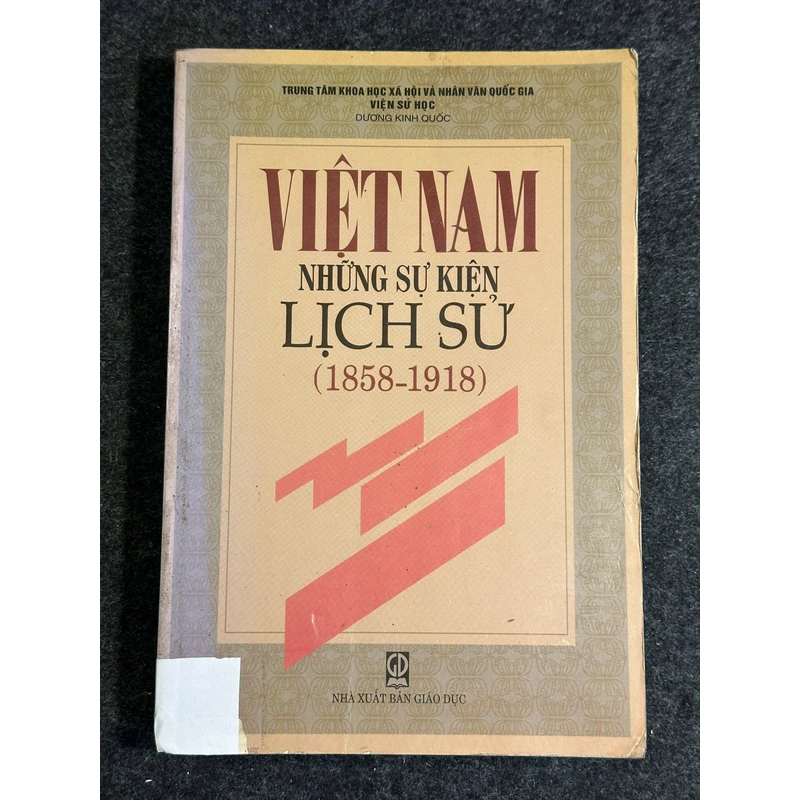 TRUNG TÂM KHOA HỌC XÃ HỘI VÀ NHÂN VĂN QUỐC GIA
VIỆN SỬ HỌC
DƯƠNG KINH QUỐC
VIỆT NAM
NHỮNG SỰ KIỆN
LỊCH SỬ
(1858-1918)
GD
NHÀ XUẤT BẢN GIÁO DỤC